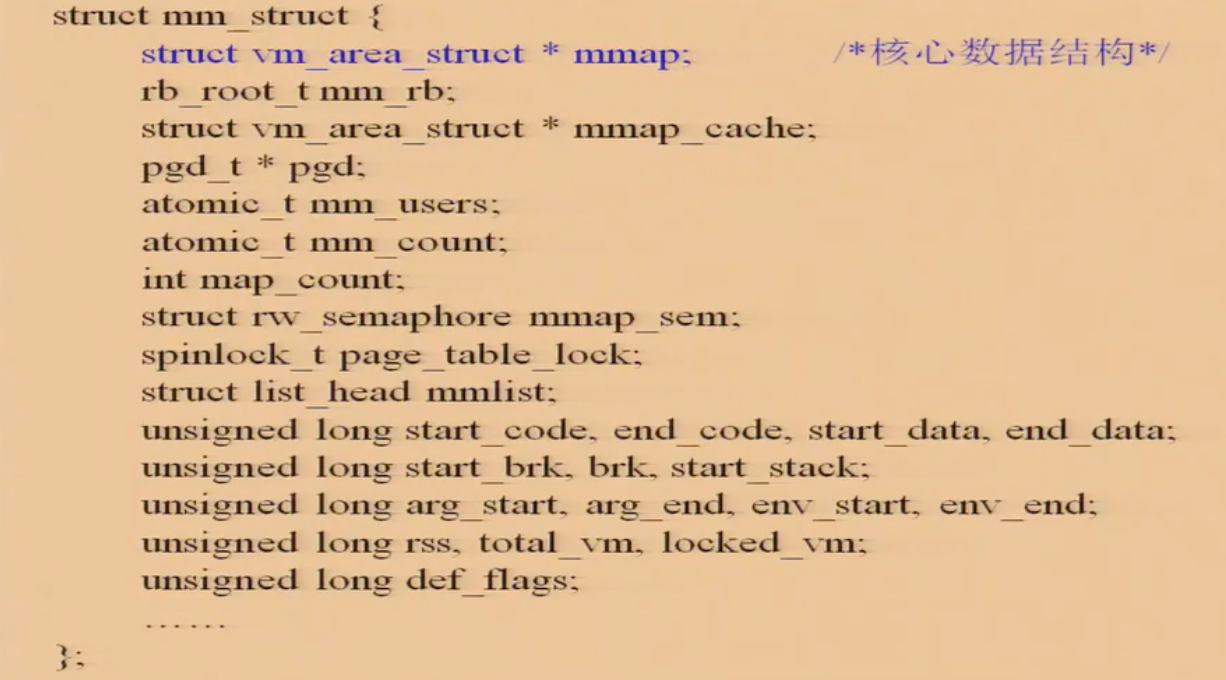 struct mm_struct {
struct vm_area_struct * mmap; /*核心数据结构*/
rb_root_t mm_rb;
struct vm_area_struct * mmap_cache;
pgd_t * pgd;
atomic_t mm_users;
atomic_t mm_count;
int map_count;
struct rw_semaphore mmap_sem;
spinlock_t page_table_lock;
struct list_head mmlist;
unsigned long start_code, end_code, start_data, end_data;
unsigned long start_brk, brk, start_stack;
unsigned long arg_start, arg_end, env_start, env_end;
unsigned long rss, total_vm, locked_vm;
unsigned long def_flags;
......
};